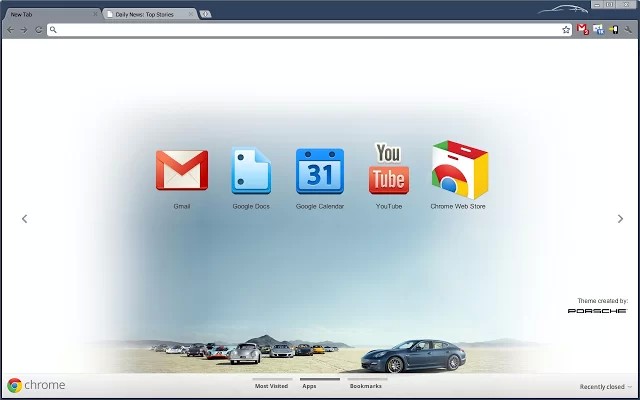 New Tab
Daily News: Top Stories
31
You
Tube
Gmail
Google Docs
Google Calendar
YouTube
Chrome Web Store
Theme created by:
PORSCHE
chrome
Most Visited
Apps
Bookmarks
Recently closed